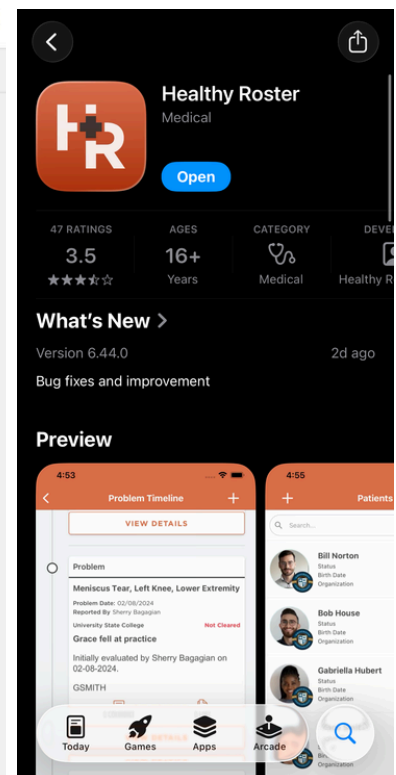 HR
Healthy Roster
Medical
Open
47 RATINGS
3.5
AGES
16+
Years
CATEGORY
Medical
Healthy R
What's New >
Version 6.44.0
2d ago
Bug fixes and improvement
Preview
4:53
Problem Timeline
VIEW DETAILS
Problem
Meniscus Tear, Left Knee, Lower Extremity
Problem Date: 02/08/2024
Reported By Sherry Bagagian
University State College
Not Cleared
Grace fell at practice
Initially evaluated by Sherry Bagagian on
02-08-2024.
GSMITH
4:55
Patients
Search...
Bill Norton
Status
Birth Date
Organization
Bob House
Status
Birth Date
Organization
Gabriella Hubert
Status
Birth Date
Organization
Organization
Today
Games
Apps
Arcade